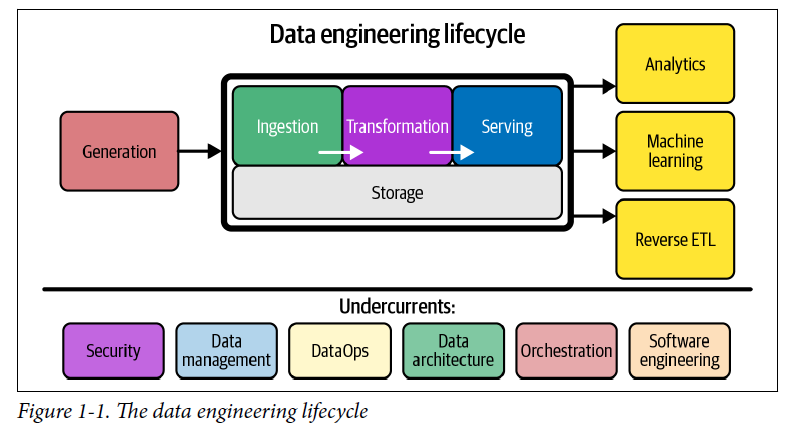 Data engineering lifecycle
Generation
Ingestion
Transformation
Serving
Storage
Analytics
Machine
learning
Reverse ETL
Undercurrents:
Security
Data
management
DataOps
Data
architecture
Orchestration
Software
engineering
Figure 1-1. The data engineering lifecycle